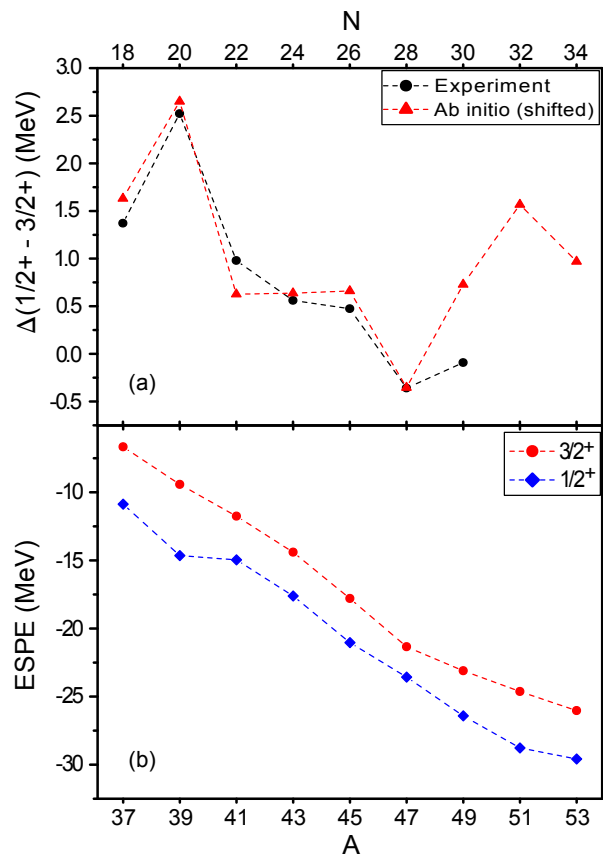 N
18 20 22 24 26 28 30 32 34
3.0
2.5
2.0
1.5
1.0
0.5
0.0
-0.5
Δ(1/2+ - 3/2+) (MeV)
Experiment
Ab initio (shifted)
(a)
-10
-15
-20
-25
-30
ESPE (MeV)
3/2+
1/2+
(b)
37 39 41 43 45 47 49 51 53
A